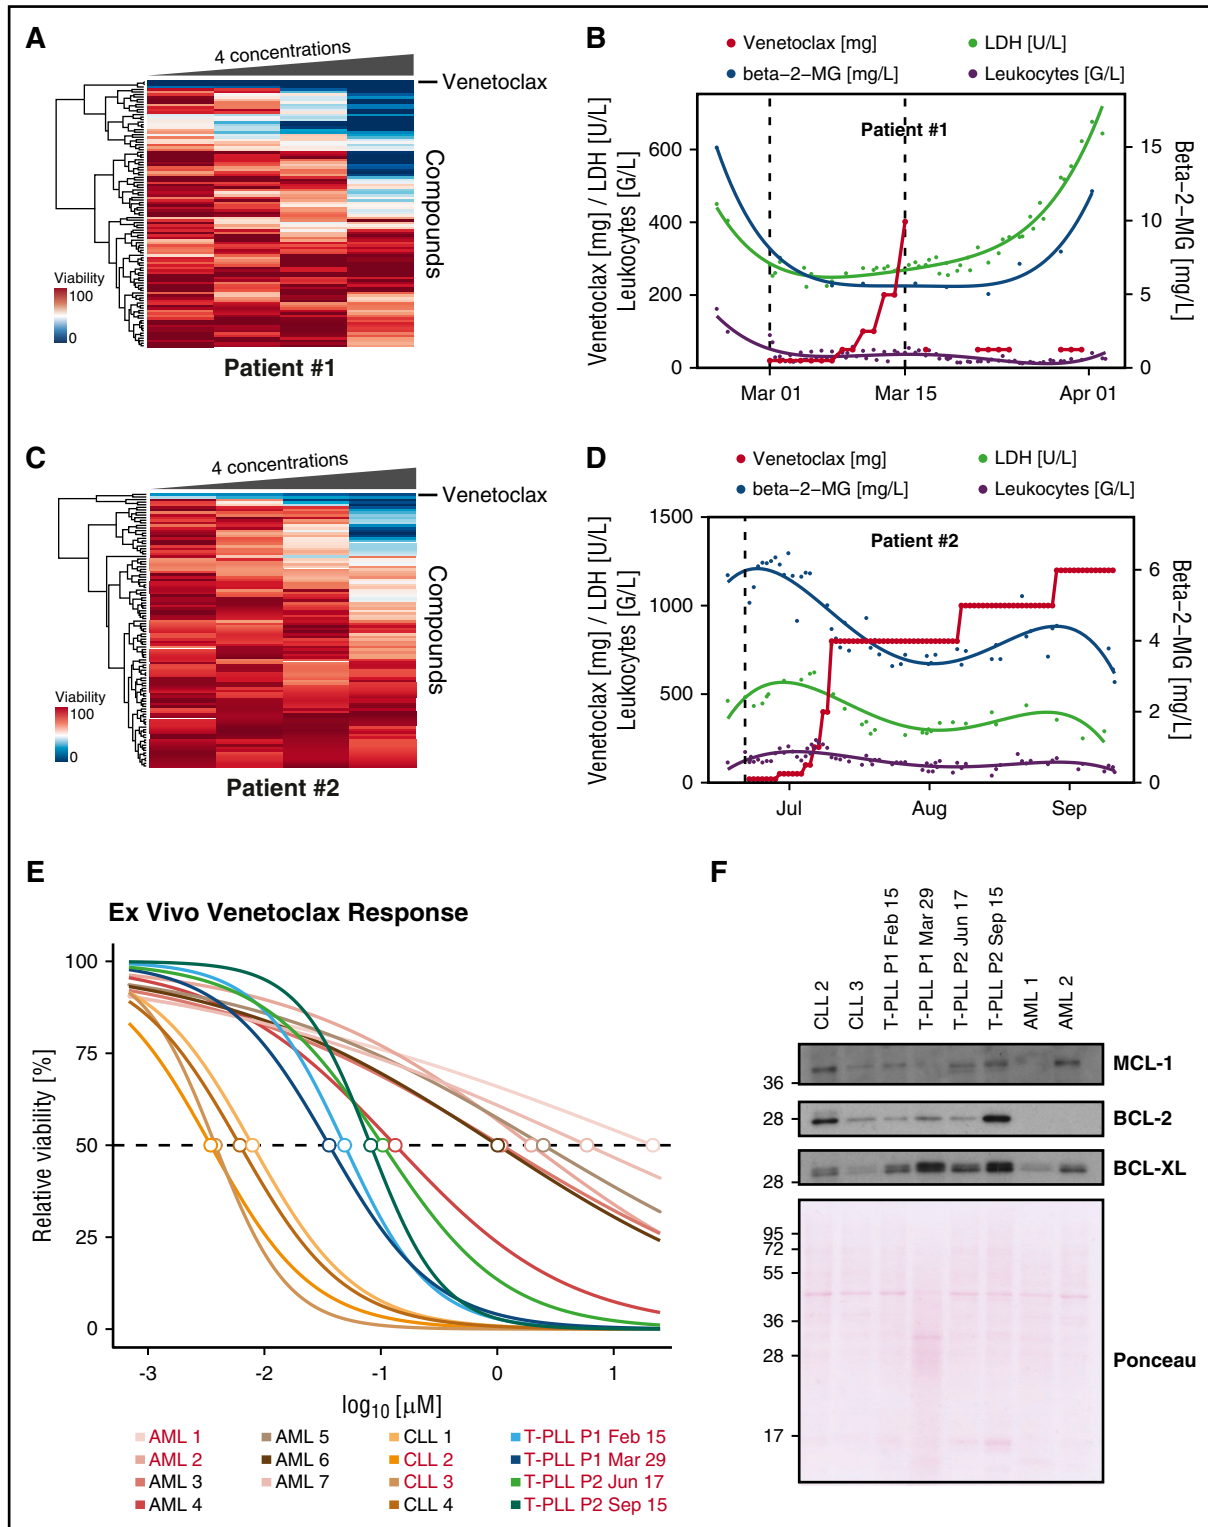 A
4 concentrations
Venetoclax
Compounds
Viability
100
0
Patient #1
B
Venetoclax [mg]
LDH [U/L]
beta−2−MG [mg/L]
Leukocytes [G/L]
Patient #1
Venetoclax [mg] / LDH [U/L]
Leukocytes [G/L]
600
400
200
0
15
10
5
0
Beta−2−MG [mg/L]
Mar 01
Mar 15
Apr 01
C
4 concentrations
Venetoclax
Compounds
Viability
100
0
Patient #2
D
Venetoclax [mg]
LDH [U/L]
beta−2−MG [mg/L]
Leukocytes [G/L]
Patient #2
Venetoclax [mg] / LDH [U/L]
Leukocytes [G/L]
1500
1000
500
0
6
4
2
0
Beta−2−MG [mg/L]
Jul
Aug
Sep
E
Ex Vivo Venetoclax Response
Relative viability [%]
100
75
50
25
0
-3
-2
-1
0
1
log10 [μM]
AML 1
AML 2
AML 3
AML 4
AML 5
AML 6
AML 7
CLL 1
CLL 2
CLL 3
CLL 4
T-PLL P1 Feb 15
T-PLL P1 Mar 29
T-PLL P2 Jun 17
T-PLL P2 Sep 15
F
CLL 2
CLL 3
T-PLL P1 Feb 15
T-PLL P1 Mar 29
T-PLL P2 Jun 17
T-PLL P2 Sep 15
AML 1
AML 2
36
MCL-1
28
BCL-2
28
BCL-XL
95
72
55
36
28
17
Ponceau